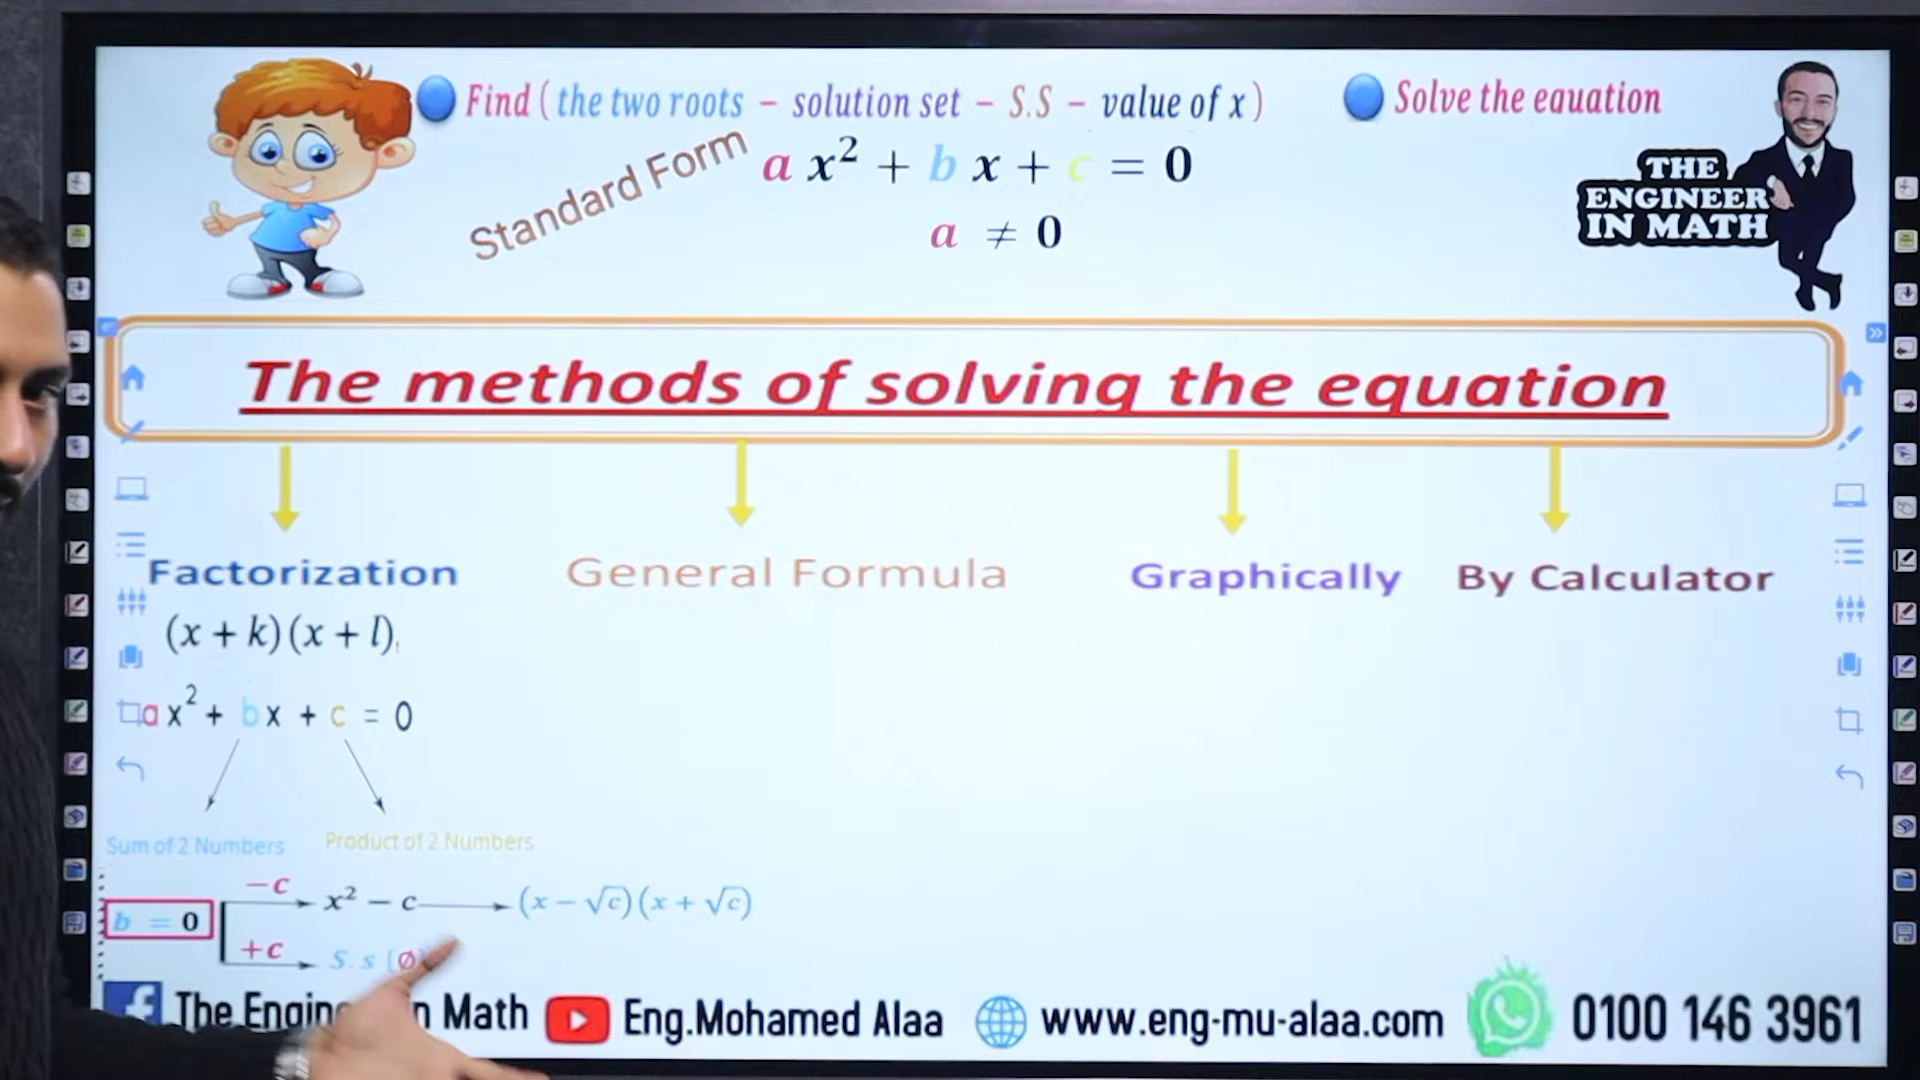 Find ( the two roots – solution set – S.S – value of x )
Solve the eauation
Standard Form
a x² + b x + c = 0
a ≠ 0
THE
ENGINEER
IN MATH
The methods of solving the equation
Factorization
General Formula
Graphically
By Calculator
(x + k)(x + l),
a x² + b x + c = 0
Sum of 2 Numbers
Product of 2 Numbers
b = 0
−c
x² − c
(x − √c)(x + √c)
+c
S.s {∅
The Engin
n Math
Eng.Mohamed Alaa
www.eng-mu-alaa.com
0100 146 3961